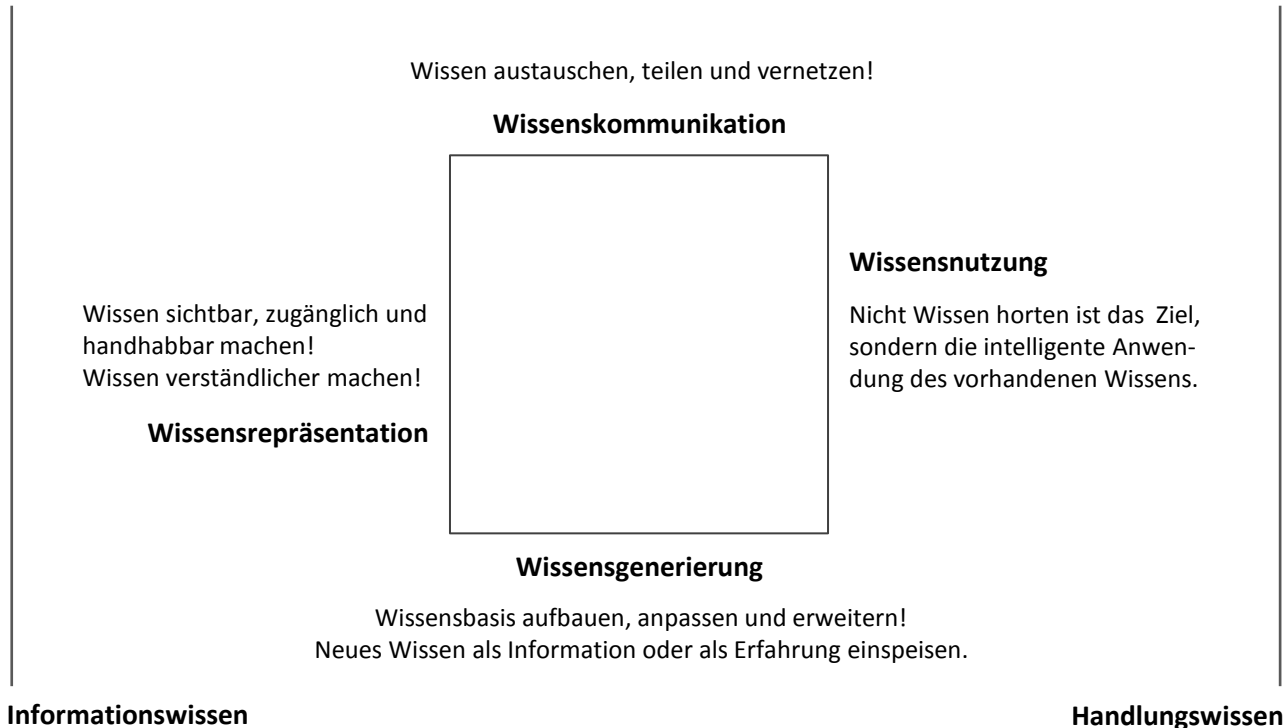 Wissen austauschen, teilen und vernetzen!
Wissenskommunikation
Wissen sichtbar, zugänglich und
handhabbar machen!
Wissen verständlicher machen!
Wissensrepräsentation
Wissensnutzung
Nicht Wissen horten ist das Ziel,
sondern die intelligente Anwen-
dung des vorhandenen Wissens.
Wissensgenerierung
Wissensbasis aufbauen, anpassen und erweitern!
Neues Wissen als Information oder als Erfahrung einspeisen.
Informationswissen
Handlungswissen